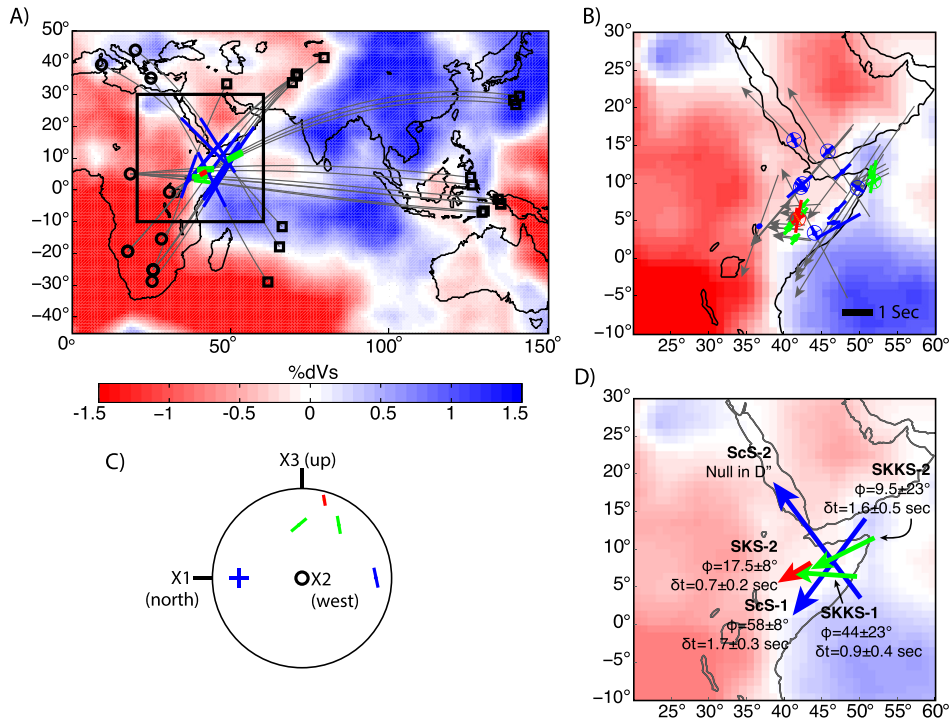 A)
50°
40°
30°
20°
10°
0°
−10°
−20°
−30°
−40°
0°
50°
100°
150°
%dVs
-1.5
−1
−0.5
0
0.5
1
1.5
B)
30°
25°
20°
15°
10°
5°
0°
−5°
−10°
1 Sec
25° 30° 35° 40° 45° 50° 55° 60°
C)
X3 (up)
X1
(north)
X2
(west)
D)
30°
25°
20°
15°
10°
5°
0°
−5°
−10°
ScS-2
Null in D”
SKKS-2
ϕ=9.5±23°
δt=1.6±0.5 sec
SKS-2
ϕ=17.5±8°
δt=0.7±0.2 sec
ScS-1
ϕ=58±8°
δt=1.7±0.3 sec
SKKS-1
ϕ=44±23°
δt=0.9±0.4 sec
25° 30° 35° 40° 45° 50° 55° 60°